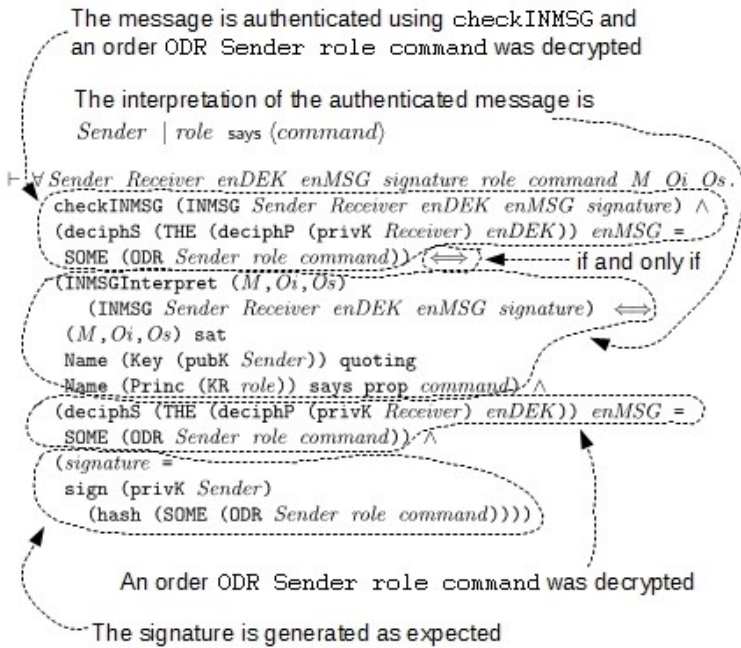 The message is authenticated using checkINMSG and
an order ODR Sender role command was decrypted
The interpretation of the authenticated message is
Sender | role says ⟨command⟩
⊢ ∀Sender Receiver enDEK enMSG signature role command M Oi Os.
checkINMSG (INMSG Sender Receiver enDEK enMSG signature) ∧
(deciphS (THE (deciphP (privK Receiver) enDEK)) enMSG =
SOME (ODR Sender role command)) ⇔ if and only if
(INMSGInterpret (M,Oi,Os)
(INMSG Sender Receiver enDEK enMSG signature) ⇔
(M,Oi,Os) sat
Name (Key (pubK Sender)) quoting
Name (Princ (KR role)) says prop command) ∧
(deciphS (THE (deciphP (privK Receiver) enDEK)) enMSG =
SOME (ODR Sender role command)) ∧
(signature =
sign (privK Sender)
(hash (SOME (ODR Sender role command))))
An order ODR Sender role command was decrypted
The signature is generated as expected